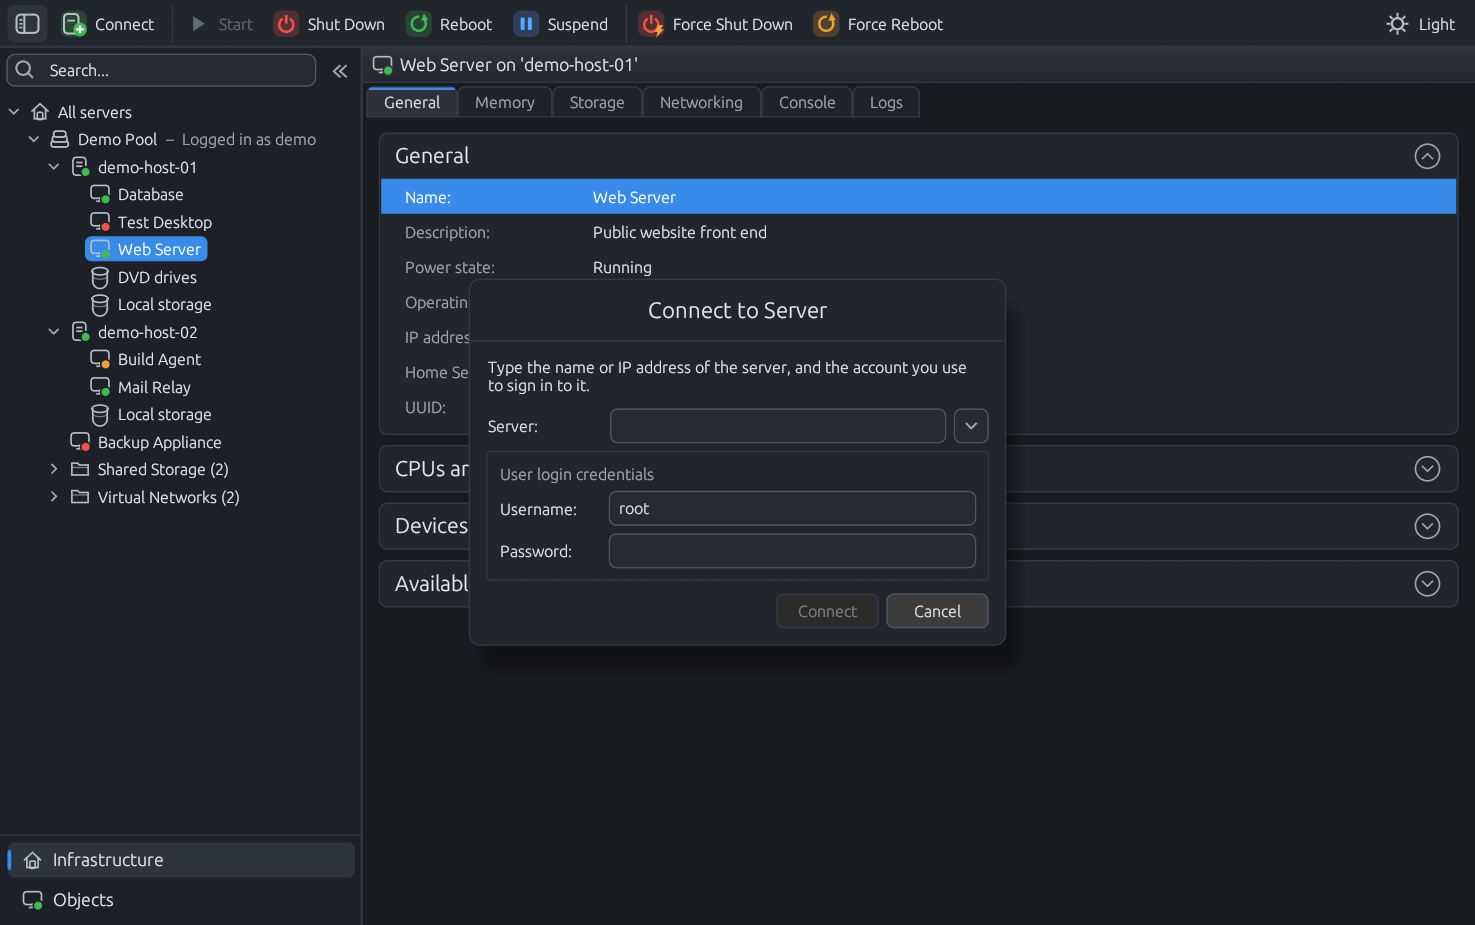 Connect
Start
Shut Down
Reboot
Suspend
Force Shut Down
Force Reboot
Light
Search...
All servers
Demo Pool – Logged in as demo
demo-host-01
Database
Test Desktop
Web Server
DVD drives
Local storage
demo-host-02
Build Agent
Mail Relay
Local storage
Backup Appliance
Shared Storage (2)
Virtual Networks (2)
Infrastructure
Objects
Web Server on 'demo-host-01'
General
Memory
Storage
Networking
Console
Logs
General
Name: Web Server
Description: Public website front end
Power state: Running
IP
Home
UUID:
CPUs
Devices
Connect to Server
Type the name or IP address of the server, and the account you use
to sign in to it.
Server:
User login credentials
Username: root
Password:
Connect
Cancel